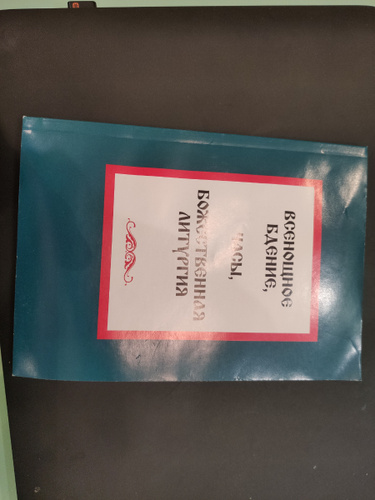 ВСЕНОЩНОЕ
БДЕНИЕ,
ЧАСЫ,
БОЖЕСТВЕННАЯ
ЛИТУРГИЯ